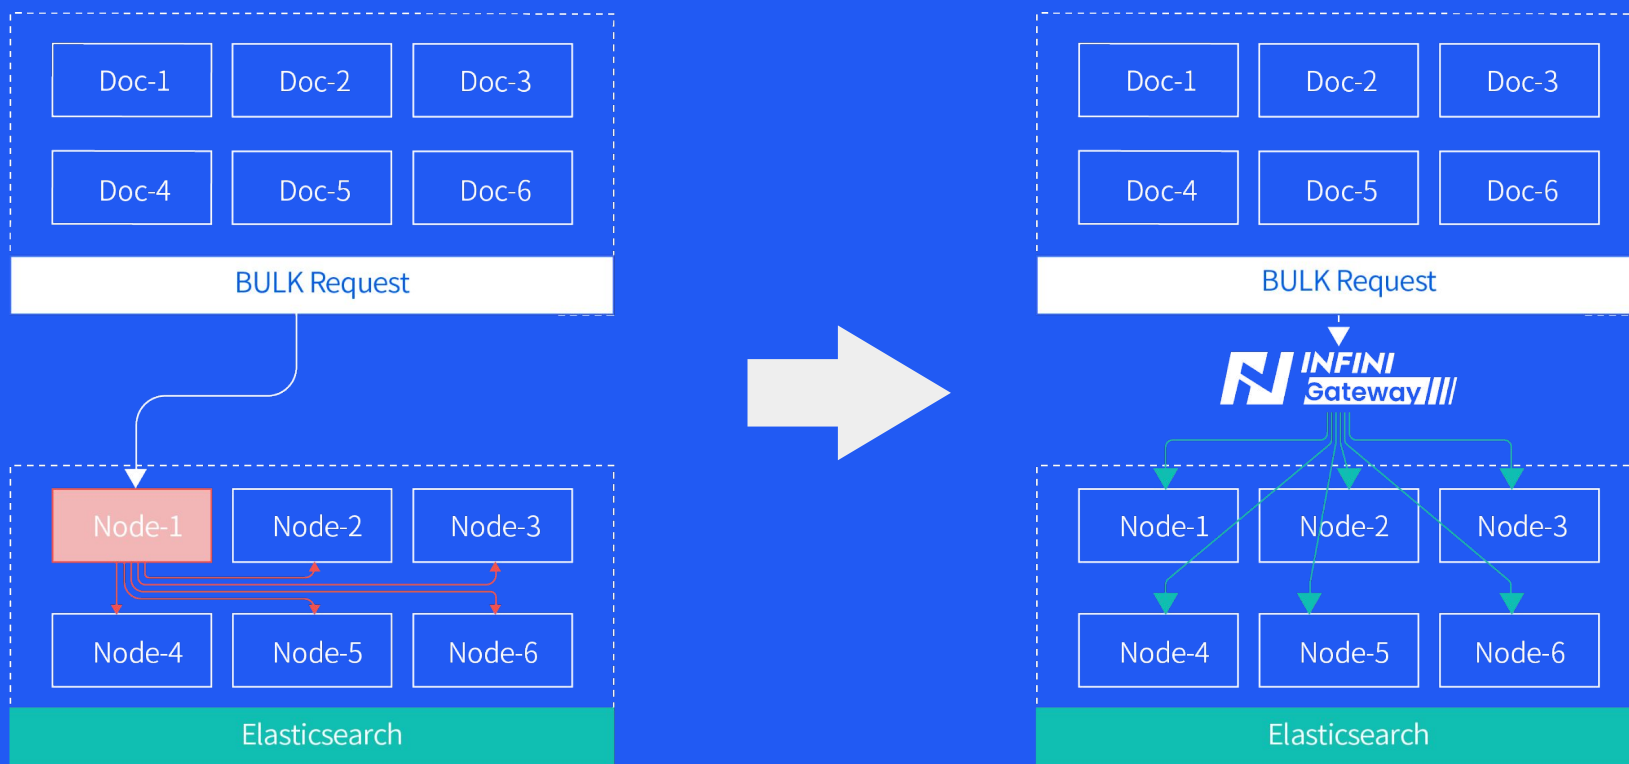 Doc-1 Doc-2 Doc-3
Doc-4 Doc-5 Doc-6
BULK Request
Node-1 Node-2 Node-3
Node-4 Node-5 Node-6
Elasticsearch
Doc-1 Doc-2 Doc-3
Doc-4 Doc-5 Doc-6
BULK Request
INFINI
Gateway
Node-1 Node-2 Node-3
Node-4 Node-5 Node-6
Elasticsearch